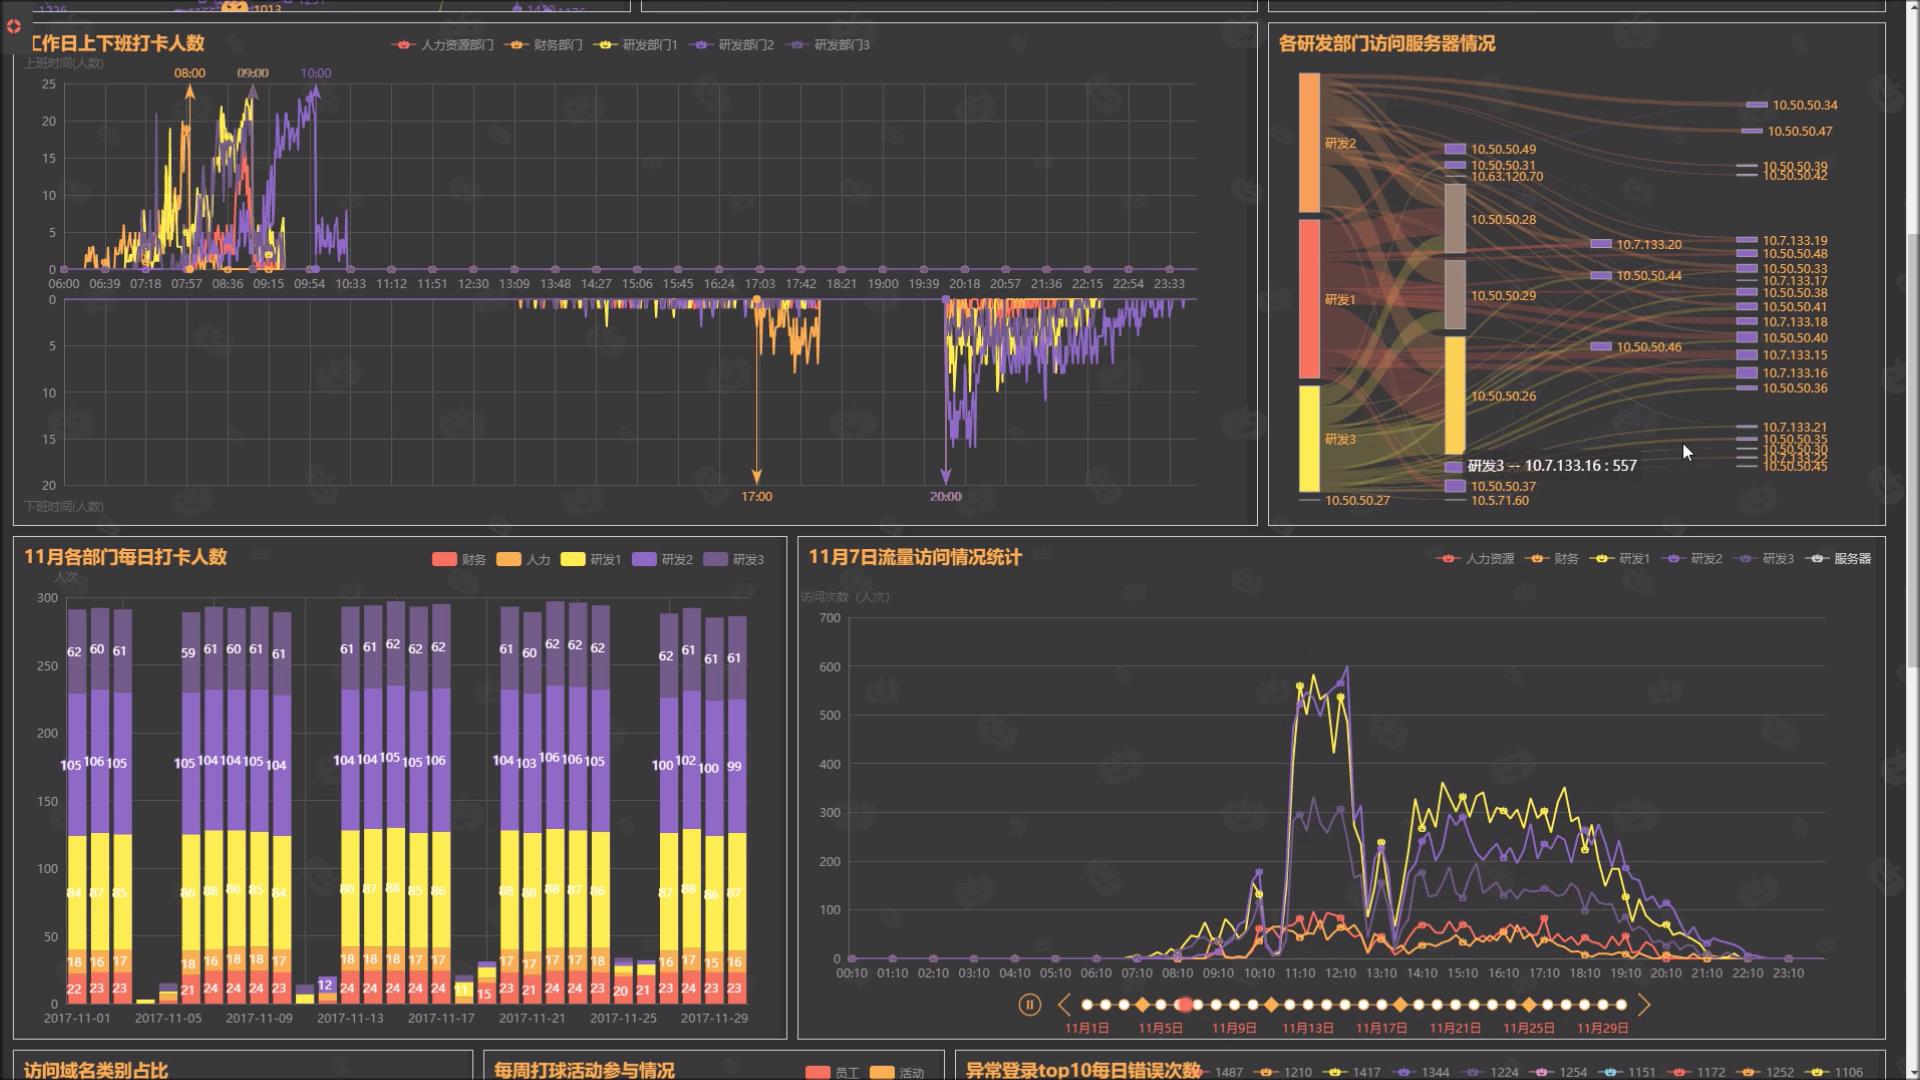 1013
工作日上下班打卡人数
人力资源部门 财务部门 研发部门1 研发部门2 研发部门3
上班时间(人数)
08:00 09:00 10:00
25
20
15
10
5
0
06:00 06:39 07:18 07:57 08:36 09:15 09:54 10:33 11:12 11:51 12:30 13:09 13:48 14:27 15:06 15:45 16:24 17:03 17:42 18:21 19:00 19:39 20:18 20:57 21:36 22:15 22:54 23:33
0
5
10
15
20
17:00 20:00
下班时间(人数)
各研发部门访问服务器情况
研发2
研发1
研发3
10.50.50.27
10.50.50.49
10.50.50.31
10.63.120.70
10.50.50.28
10.50.50.29
10.50.50.26
研发3 -- 10.7.133.16 : 557
10.50.50.37
10.5.71.60
10.7.133.20
10.50.50.44
10.50.50.46
10.50.50.34
10.50.50.47
10.50.50.39
10.50.50.42
10.7.133.19
10.50.50.48
10.50.50.33
10.7.133.17
10.50.50.38
10.50.50.41
10.7.133.18
10.50.50.40
10.7.133.15
10.7.133.16
10.50.50.36
10.7.133.21
10.50.50.35
10.50.50.30
10.7.133.22
10.50.50.45
11月各部门每日打卡人数
财务 人力 研发1 研发2 研发3
人次
300
250
200
150
100
50
0
62 60 61 59 61 60 61 61 61 61 62 62 62 61 60 62 62 62 62 61 61 61
105 106 105 105 104 104 105 104 104 104 105 105 106 104 103 106 106 105 100 102 100 99
84 87 85 86 88 86 85 84 86 87 88 85 86 88 88 88 87 86 87 88 86 87
18 16 17 18 16 18 18 17 18 18 18 17 17 11 17 17 17 17 17 16 17 15 16
22 23 23 21 24 24 24 23 12 24 24 24 24 24 15 23 21 24 24 23 20 21 23 24 23 23
2017-11-01 2017-11-05 2017-11-09 2017-11-13 2017-11-17 2017-11-21 2017-11-25 2017-11-29
11月7日流量访问情况统计
人力资源 财务 研发1 研发2 研发3 服务器
访问次数（人次）
700
600
500
400
300
200
100
0
00:10 01:10 02:10 03:10 04:10 05:10 06:10 07:10 08:10 09:10 10:10 11:10 12:10 13:10 14:10 15:10 16:10 17:10 18:10 19:10 20:10 21:10 22:10 23:10
11月1日 11月5日 11月9日 11月13日 11月17日 11月21日 11月25日 11月29日
访问域名类别占比
每周打球活动参与情况
员工 活动
异常登录top10每日错误次数
1487 1210 1417 1344 1224 1254 1151 1172 1252 1106